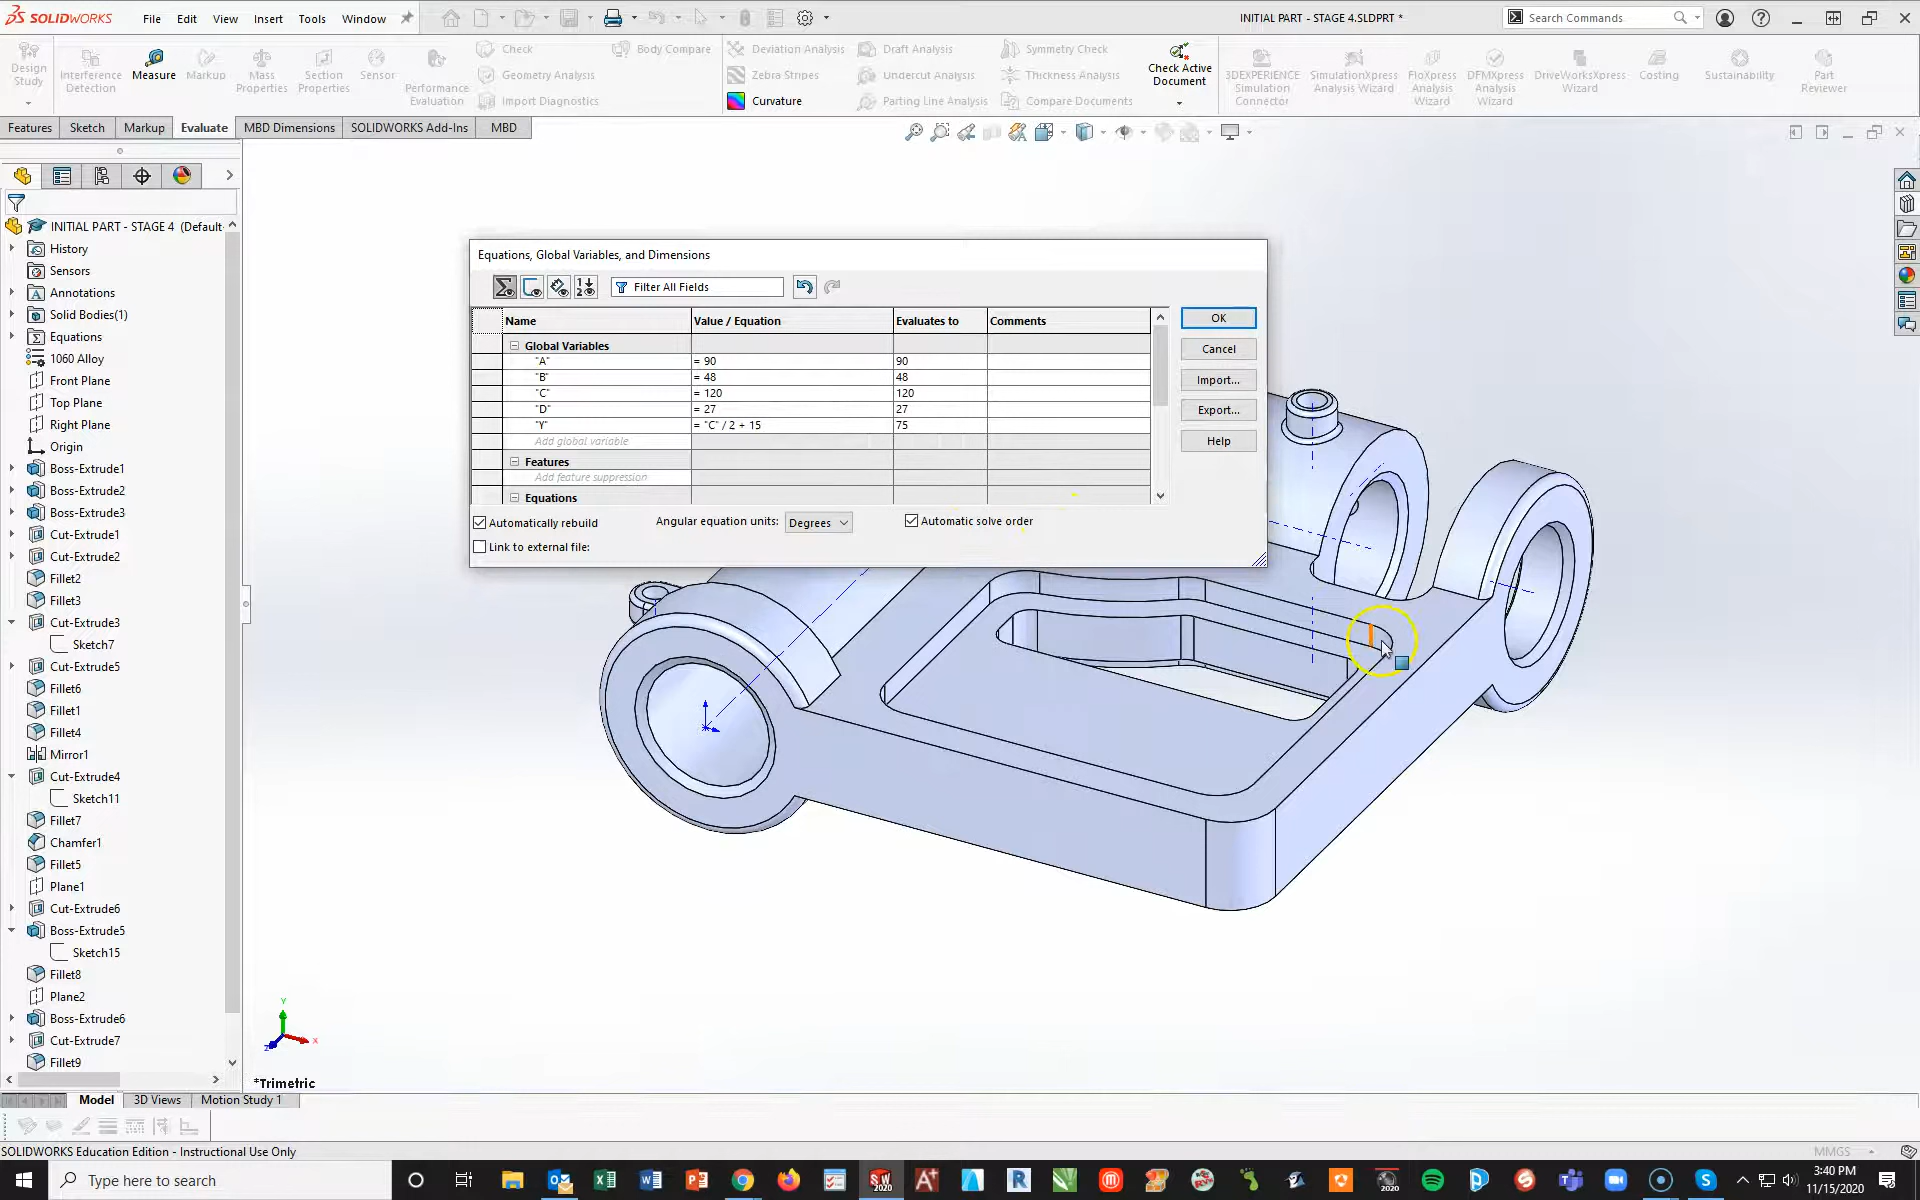 SOLIDWORKS File Edit View Insert Tools Window INITIAL PART - STAGE 4.SLDPRT * Search Commands
Design Study
Interference Detection
Measure
Markup
Mass Properties
Section Properties
Sensor
Performance Evaluation
Check
Geometry Analysis
Import Diagnostics
Body Compare
Deviation Analysis
Zebra Stripes
Curvature
Draft Analysis
Undercut Analysis
Parting Line Analysis
Symmetry Check
Thickness Analysis
Compare Documents
Check Active Document
3DEXPERIENCE Simulation Connector
SimulationXpress Analysis Wizard
FloXpress Analysis Wizard
DFMXpress Analysis Wizard
DriveWorksXpress Wizard
Costing
Sustainability
Part Reviewer
Features Sketch Markup Evaluate MBD Dimensions SOLIDWORKS Add-Ins MBD
INITIAL PART - STAGE 4 (Default
History
Sensors
Annotations
Solid Bodies(1)
Equations
1060 Alloy
Front Plane
Top Plane
Right Plane
Origin
Boss-Extrude1
Boss-Extrude2
Boss-Extrude3
Cut-Extrude1
Cut-Extrude2
Fillet2
Fillet3
Cut-Extrude3
Sketch7
Cut-Extrude5
Fillet6
Fillet1
Fillet4
Mirror1
Cut-Extrude4
Sketch11
Fillet7
Chamfer1
Fillet5
Plane1
Cut-Extrude6
Boss-Extrude5
Sketch15
Fillet8
Plane2
Boss-Extrude6
Cut-Extrude7
Fillet9
Equations, Global Variables, and Dimensions
Filter All Fields
Name Value / Equation Evaluates to Comments
Global Variables
"A" = 90 90
"B" = 48 48
"C" = 120 120
"D" = 27 27
"Y" = "C" / 2 + 15 75
Add global variable
Features
Add feature suppression
Equations
OK
Cancel
Import...
Export...
Help
Automatically rebuild Angular equation units: Degrees Automatic solve order
Link to external file:
Y
X
Z
*Trimetric
Model 3D Views Motion Study 1
SOLIDWORKS Education Edition - Instructional Use Only MMGS
Type here to search
3:40 PM
11/15/2020